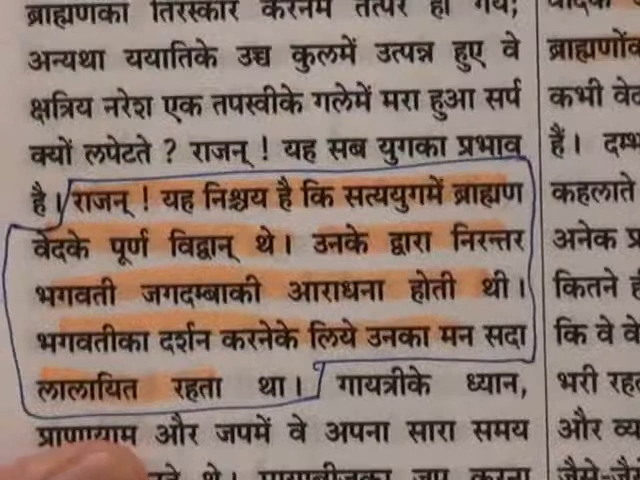 ब्राह्मणका तिरस्कार करनेमें तत्पर हो गये;
अन्यथा ययातिके उच्च कुलमें उत्पन्न हुए वे
क्षत्रिय नरेश एक तपस्वीके गलेमें मरा हुआ सर्प
क्यों लपेटते ? राजन् ! यह सब युगका प्रभाव
है। राजन् ! यह निश्चय है कि सत्ययुगमें ब्राह्मण
वेदके पूर्ण विद्वान् थे। उनके द्वारा निरन्तर
भगवती जगदम्बाकी आराधना होती थी।
भगवतीका दर्शन करनेके लिये उनका मन सदा
लालायित रहता था। गायत्रीके ध्यान,
प्राणायाम और जपमें वे अपना सारा समय
थे। मायाबीजका जप करना
कभी
हैं।
कहलाते
अनेक
कितने
कि वे
भरी
और
जैसे-जैसे